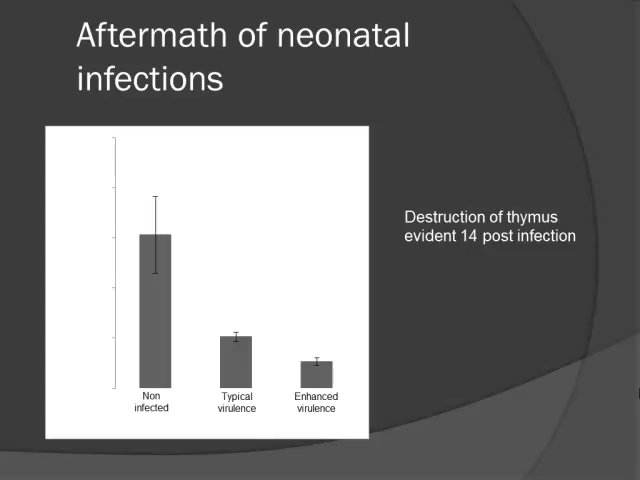 Aftermath of neonatal
infections
Destruction of thymus
evident 14 post infection
Non
infected
Typical
virulence
Enhanced
virulence